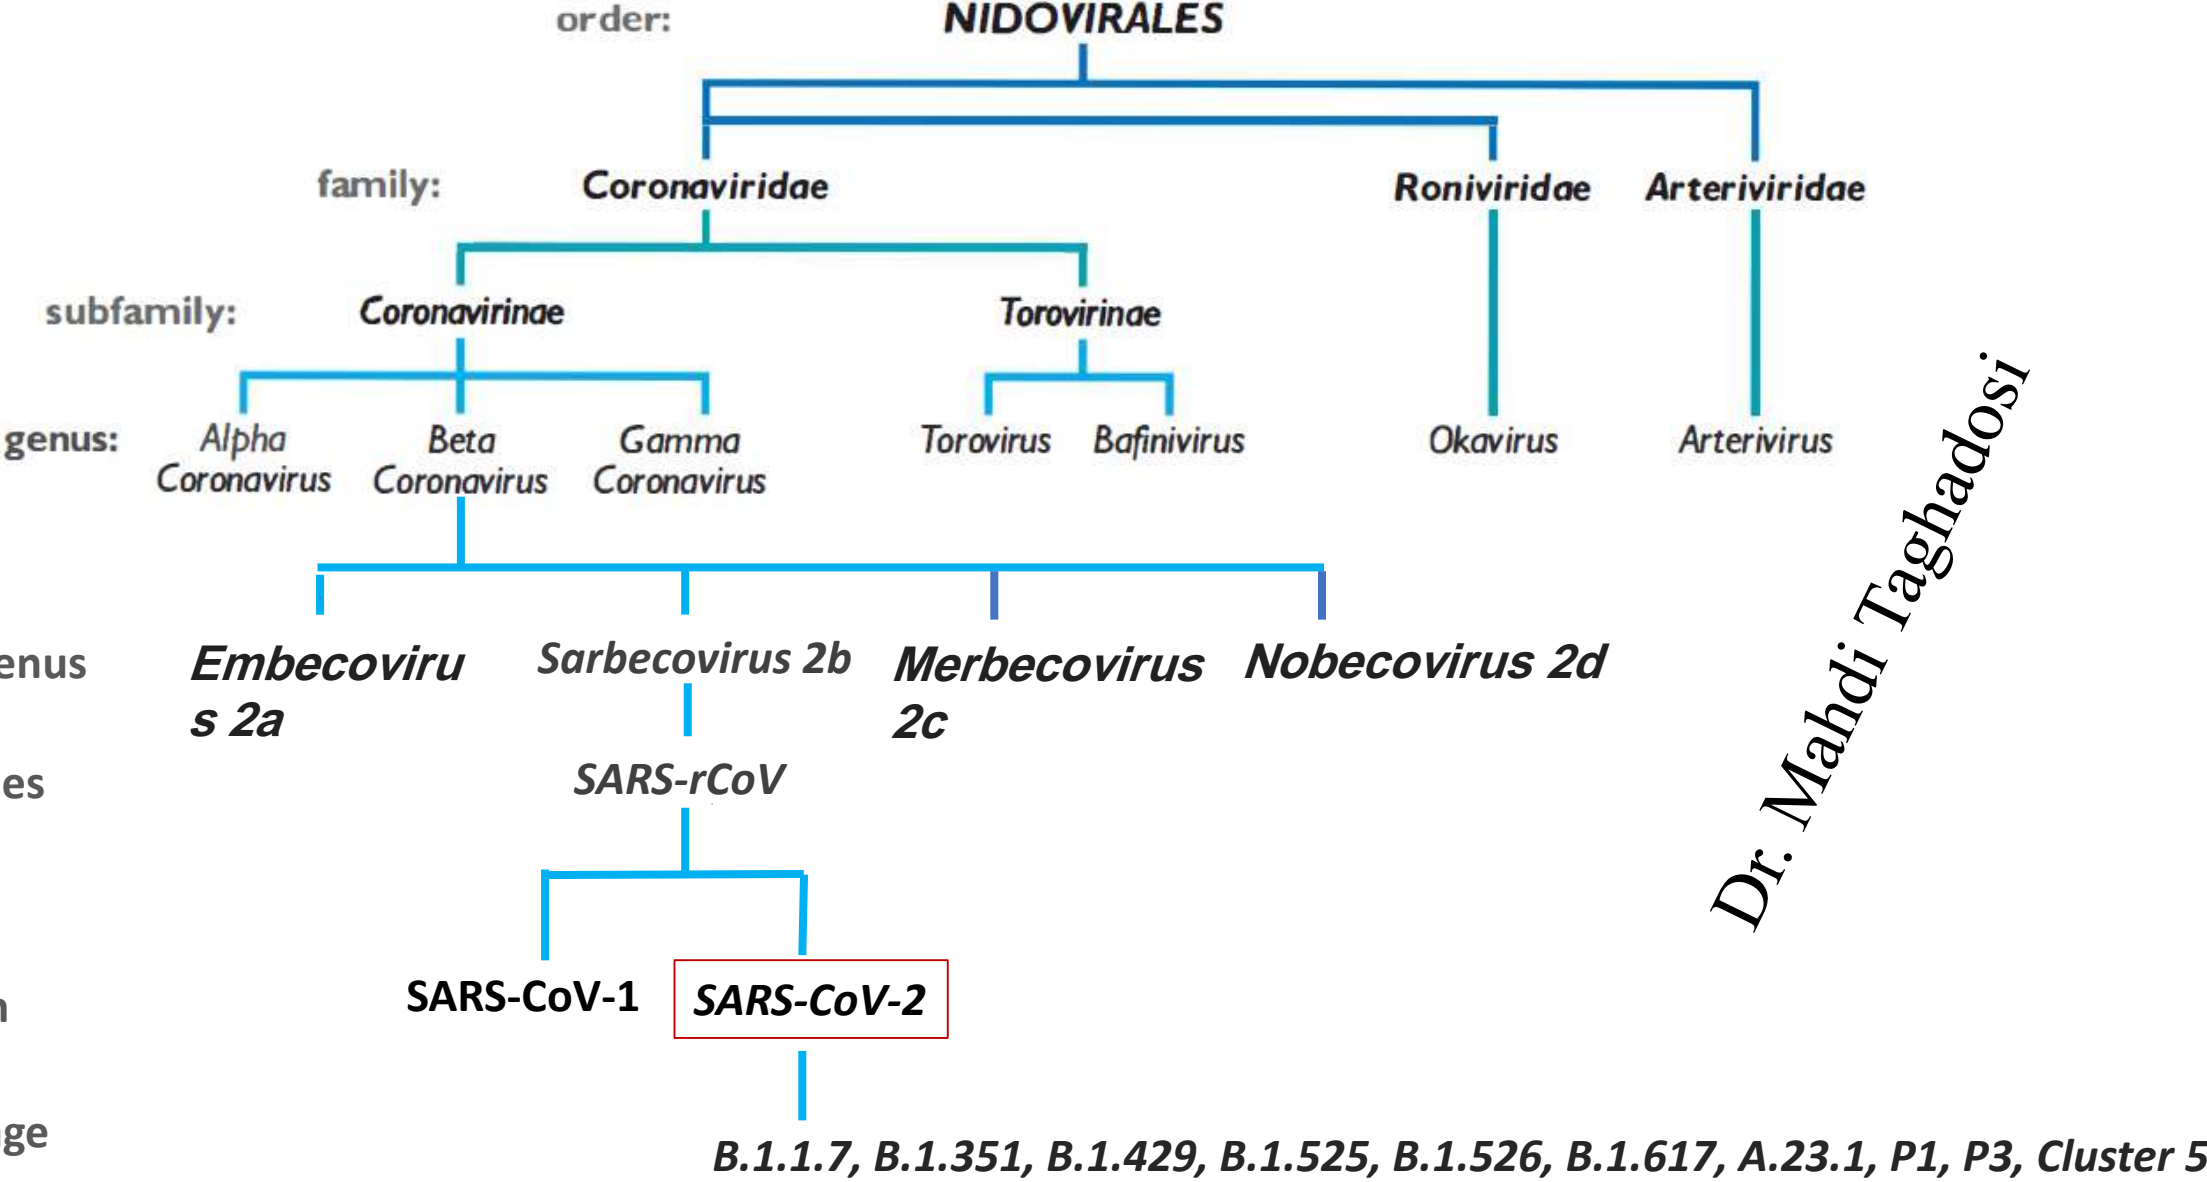 order: NIDOVIRALES
family: Coronaviridae Roniviridae Arteriviridae
subfamily: Coronavirinae Torovirinae
genus: Alpha Beta Gamma Torovirus Bafinivirus Okavirus Arterivirus
Coronavirus Coronavirus Coronavirus
enus Embecoviru Sarbecovirus 2b Merbecovirus Nobecovirus 2d
s 2a 2c
es SARS-rCoV
SARS-CoV-1 SARS-CoV-2
n
ge
B.1.1.7, B.1.351, B.1.429, B.1.525, B.1.526, B.1.617, A.23.1, P1, P3, Cluster 5
Dr. Mahdi Taghadosi